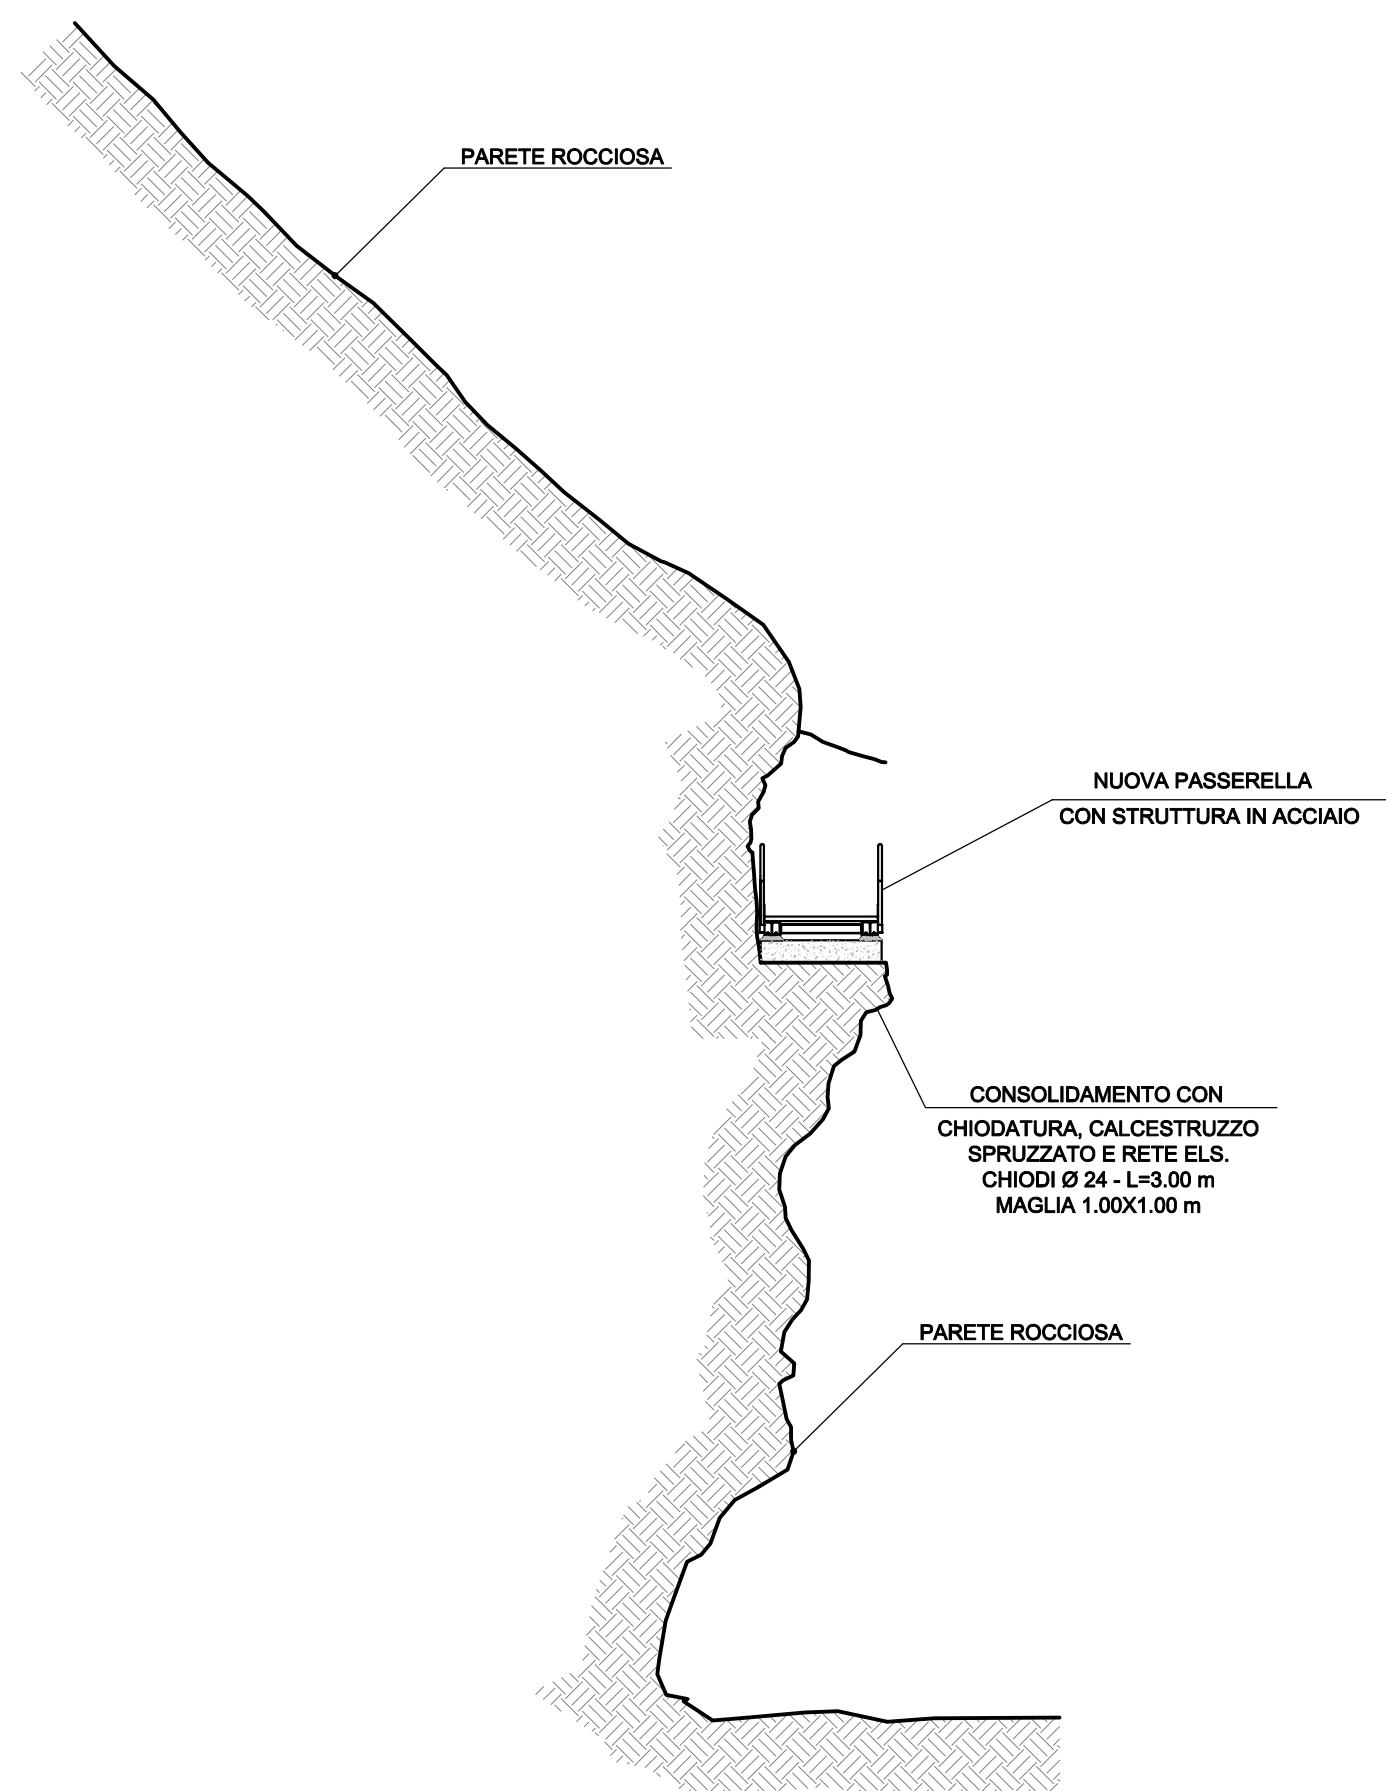 PARETE ROCCIOSA
NUOVA PASSERELLA
CON STRUTTURA IN ACCIAIO
CONSOLIDAMENTO CON
CHIODATURA, CALCESTRUZZO
SPRUZZATO E RETE ELS.
CHIODI Ø 24 - L=3.00 m
MAGLIA 1.00X1.00 m
PARETE ROCCIOSA